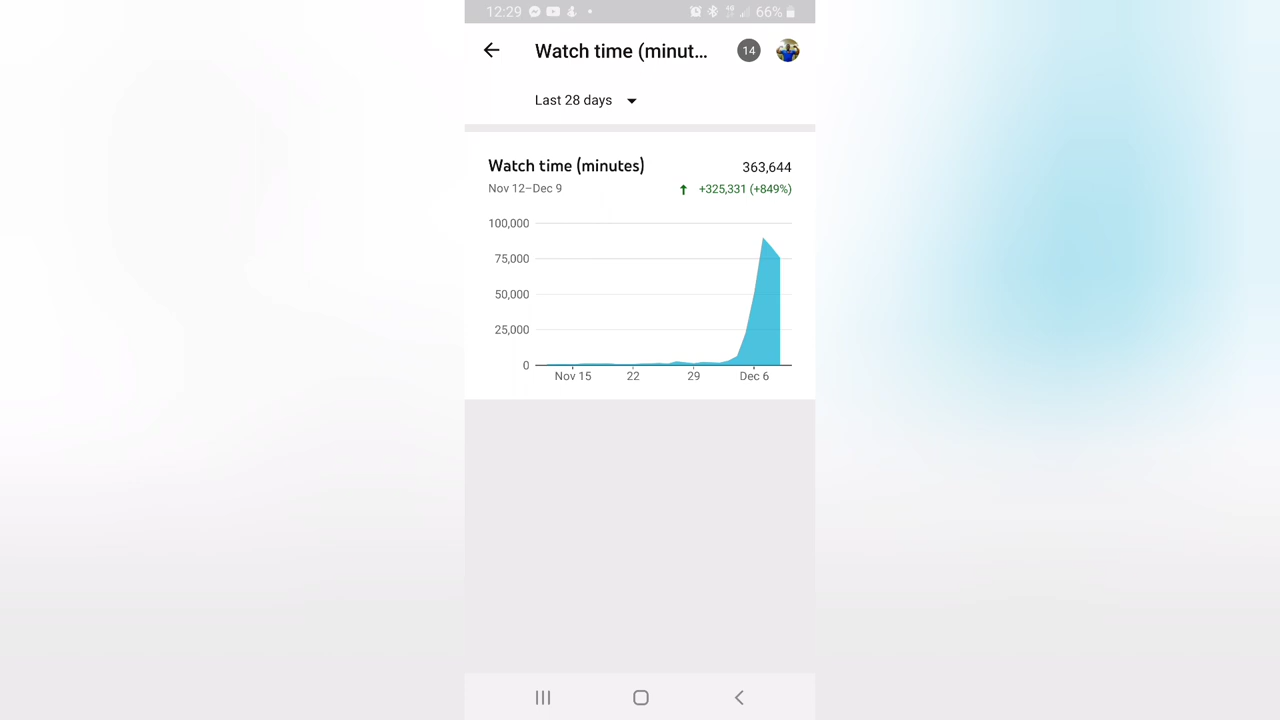 12:29 66%
Watch time (minut... 14
Last 28 days
Watch time (minutes) 363,644
Nov 12–Dec 9 +325,331 (+849%)
100,000
75,000
50,000
25,000
0
Nov 15 22 29 Dec 6